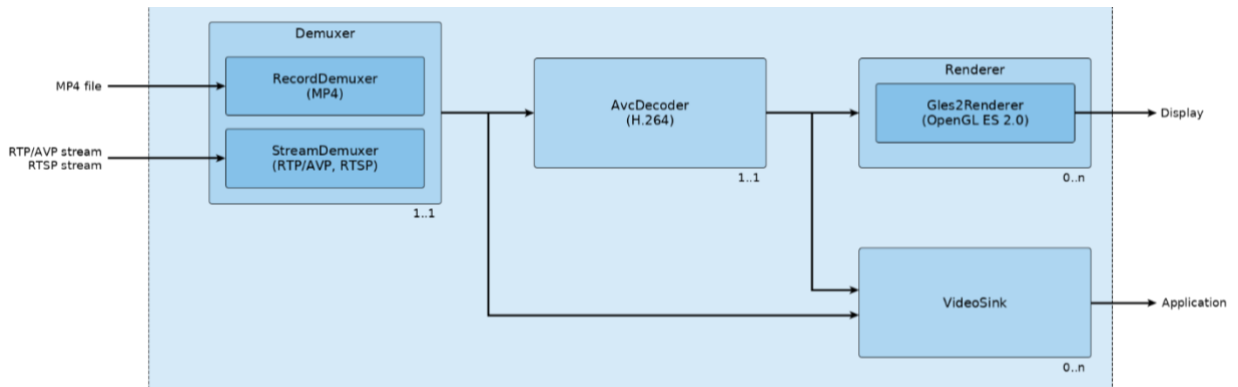 Demuxer
MP4 file
RecordDemuxer
(MP4)
RTP/AVP stream
RTSP stream
StreamDemuxer
(RTP/AVP, RTSP)
1..1
AvcDecoder
(H.264)
1..1
Renderer
Gles2Renderer
(OpenGL ES 2.0)
Display
0..n
VideoSink
Application
0..n